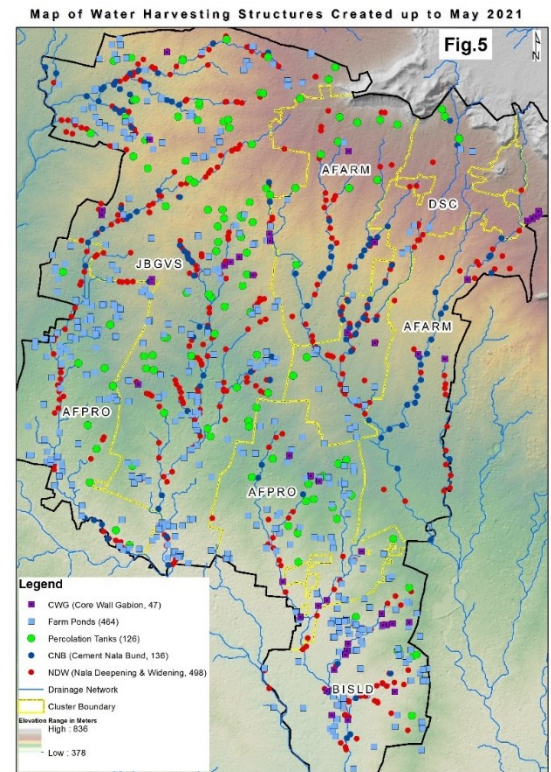 Map of Water Harvesting Structures Created up to May 2021
Fig.5
N
AFARM
DSC
JBGVS
AFARM
AFPRO
AFPRO
BISLD
Legend
CWG (Core Wall Gabion, 47)
Farm Ponds (464)
Percolation Tanks (126)
CNB (Cement Nala Bund, 136)
NDW (Nala Deepening & Widening, 498)
Drainage Network
Cluster Boundary
Elevation Range in Meters
High : 836
Low : 378